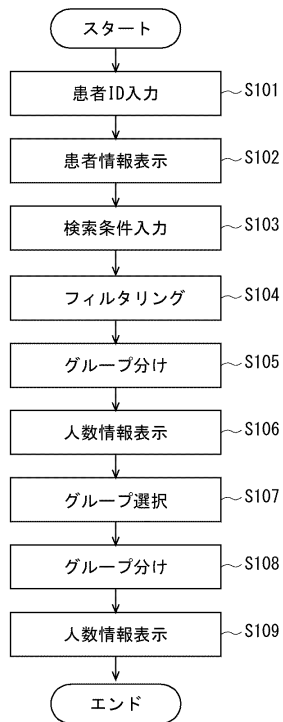 スタート
患者ID入力 S101
患者情報表示 S102
検索条件入力 S103
フィルタリング S104
グループ分け S105
人数情報表示 S106
グループ選択 S107
グループ分け S108
人数情報表示 S109
エンド